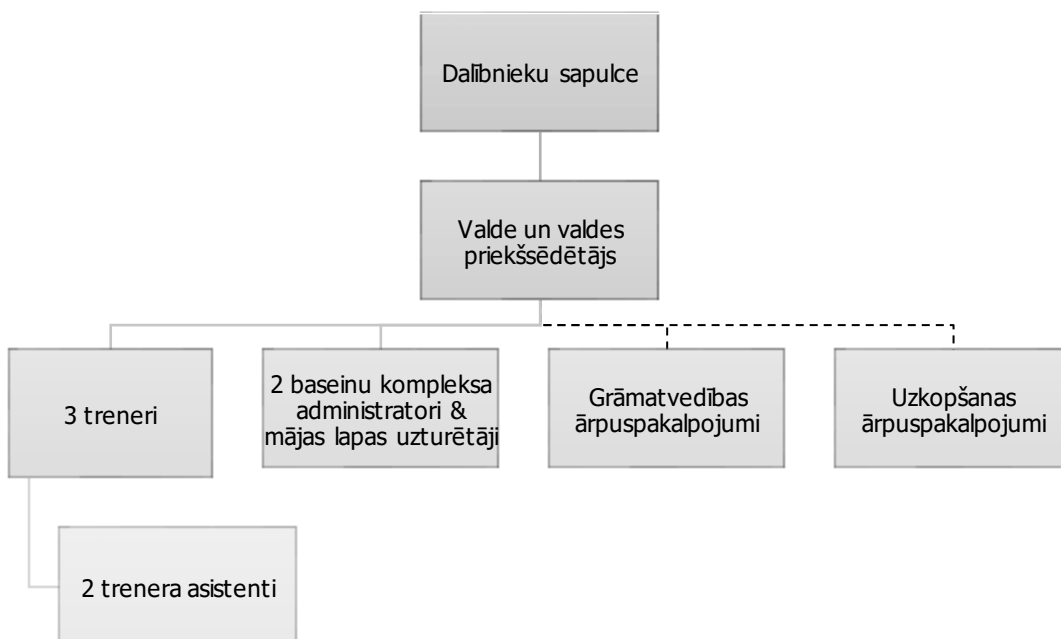 Dalībnieku sapulce
Valde un valdes
priekšsēdētājs
3 treneri
2 baseinu kompleksa
administratori &
mājas lapas uzturētāji
Grāmatvedības
ārpuspakalpojumi
Uzkopšanas
ārpuspakalpojumi
2 trenera asistenti